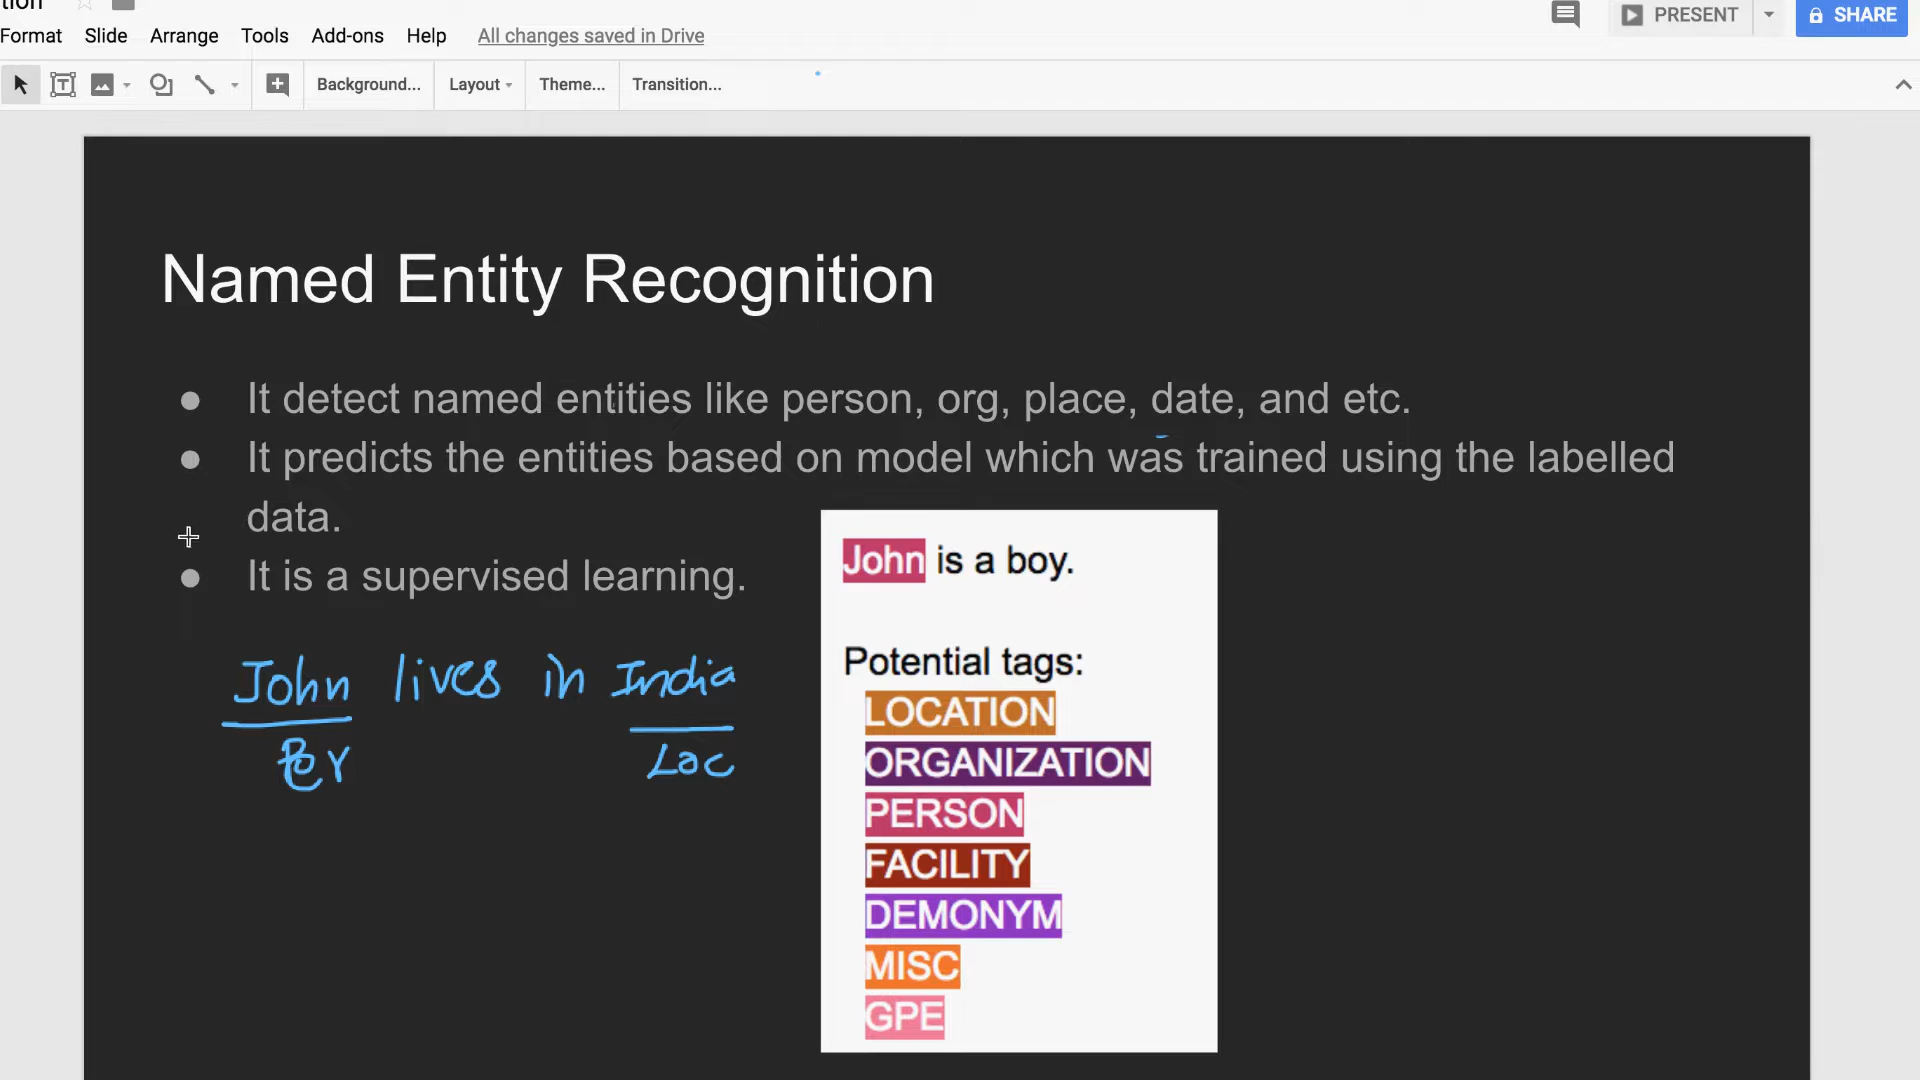 tion
Format Slide Arrange Tools Add-ons Help All changes saved in Drive PRESENT SHARE
Background... Layout Theme... Transition...
Named Entity Recognition
● It detect named entities like person, org, place, date, and etc.
● It predicts the entities based on model which was trained using the labelled
data.
● It is a supervised learning.
John lives in India
Per Loc
John is a boy.
Potential tags:
LOCATION
ORGANIZATION
PERSON
FACILITY
DEMONYM
MISC
GPE